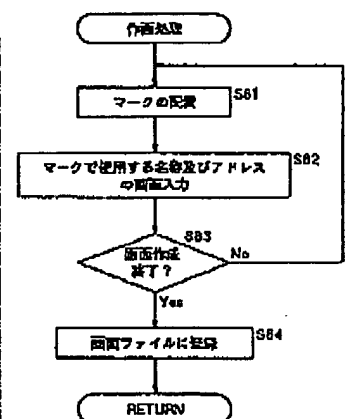 作画処理
マークの配置
S81
マークで使用する名称及びアドレス
の画面入力
S82
画面作成
終了？
S83
No
Yes
画面ファイルに登録
S84
RETURN